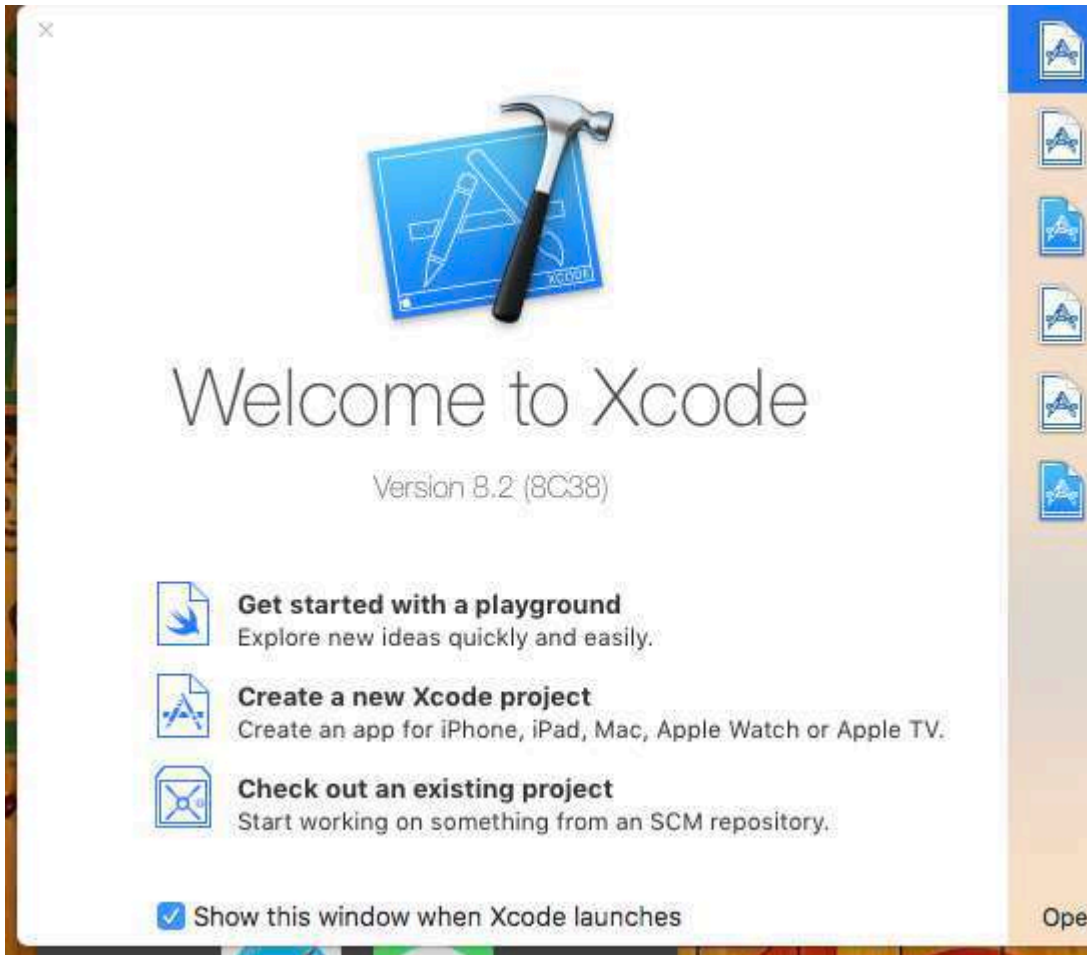 XCODE
Welcome to Xcode
Version 8.2 (8C38)
Get started with a playground
Explore new ideas quickly and easily.
Create a new Xcode project
Create an app for iPhone, iPad, Mac, Apple Watch or Apple TV.
Check out an existing project
Start working on something from an SCM repository.
Show this window when Xcode launches
Ope